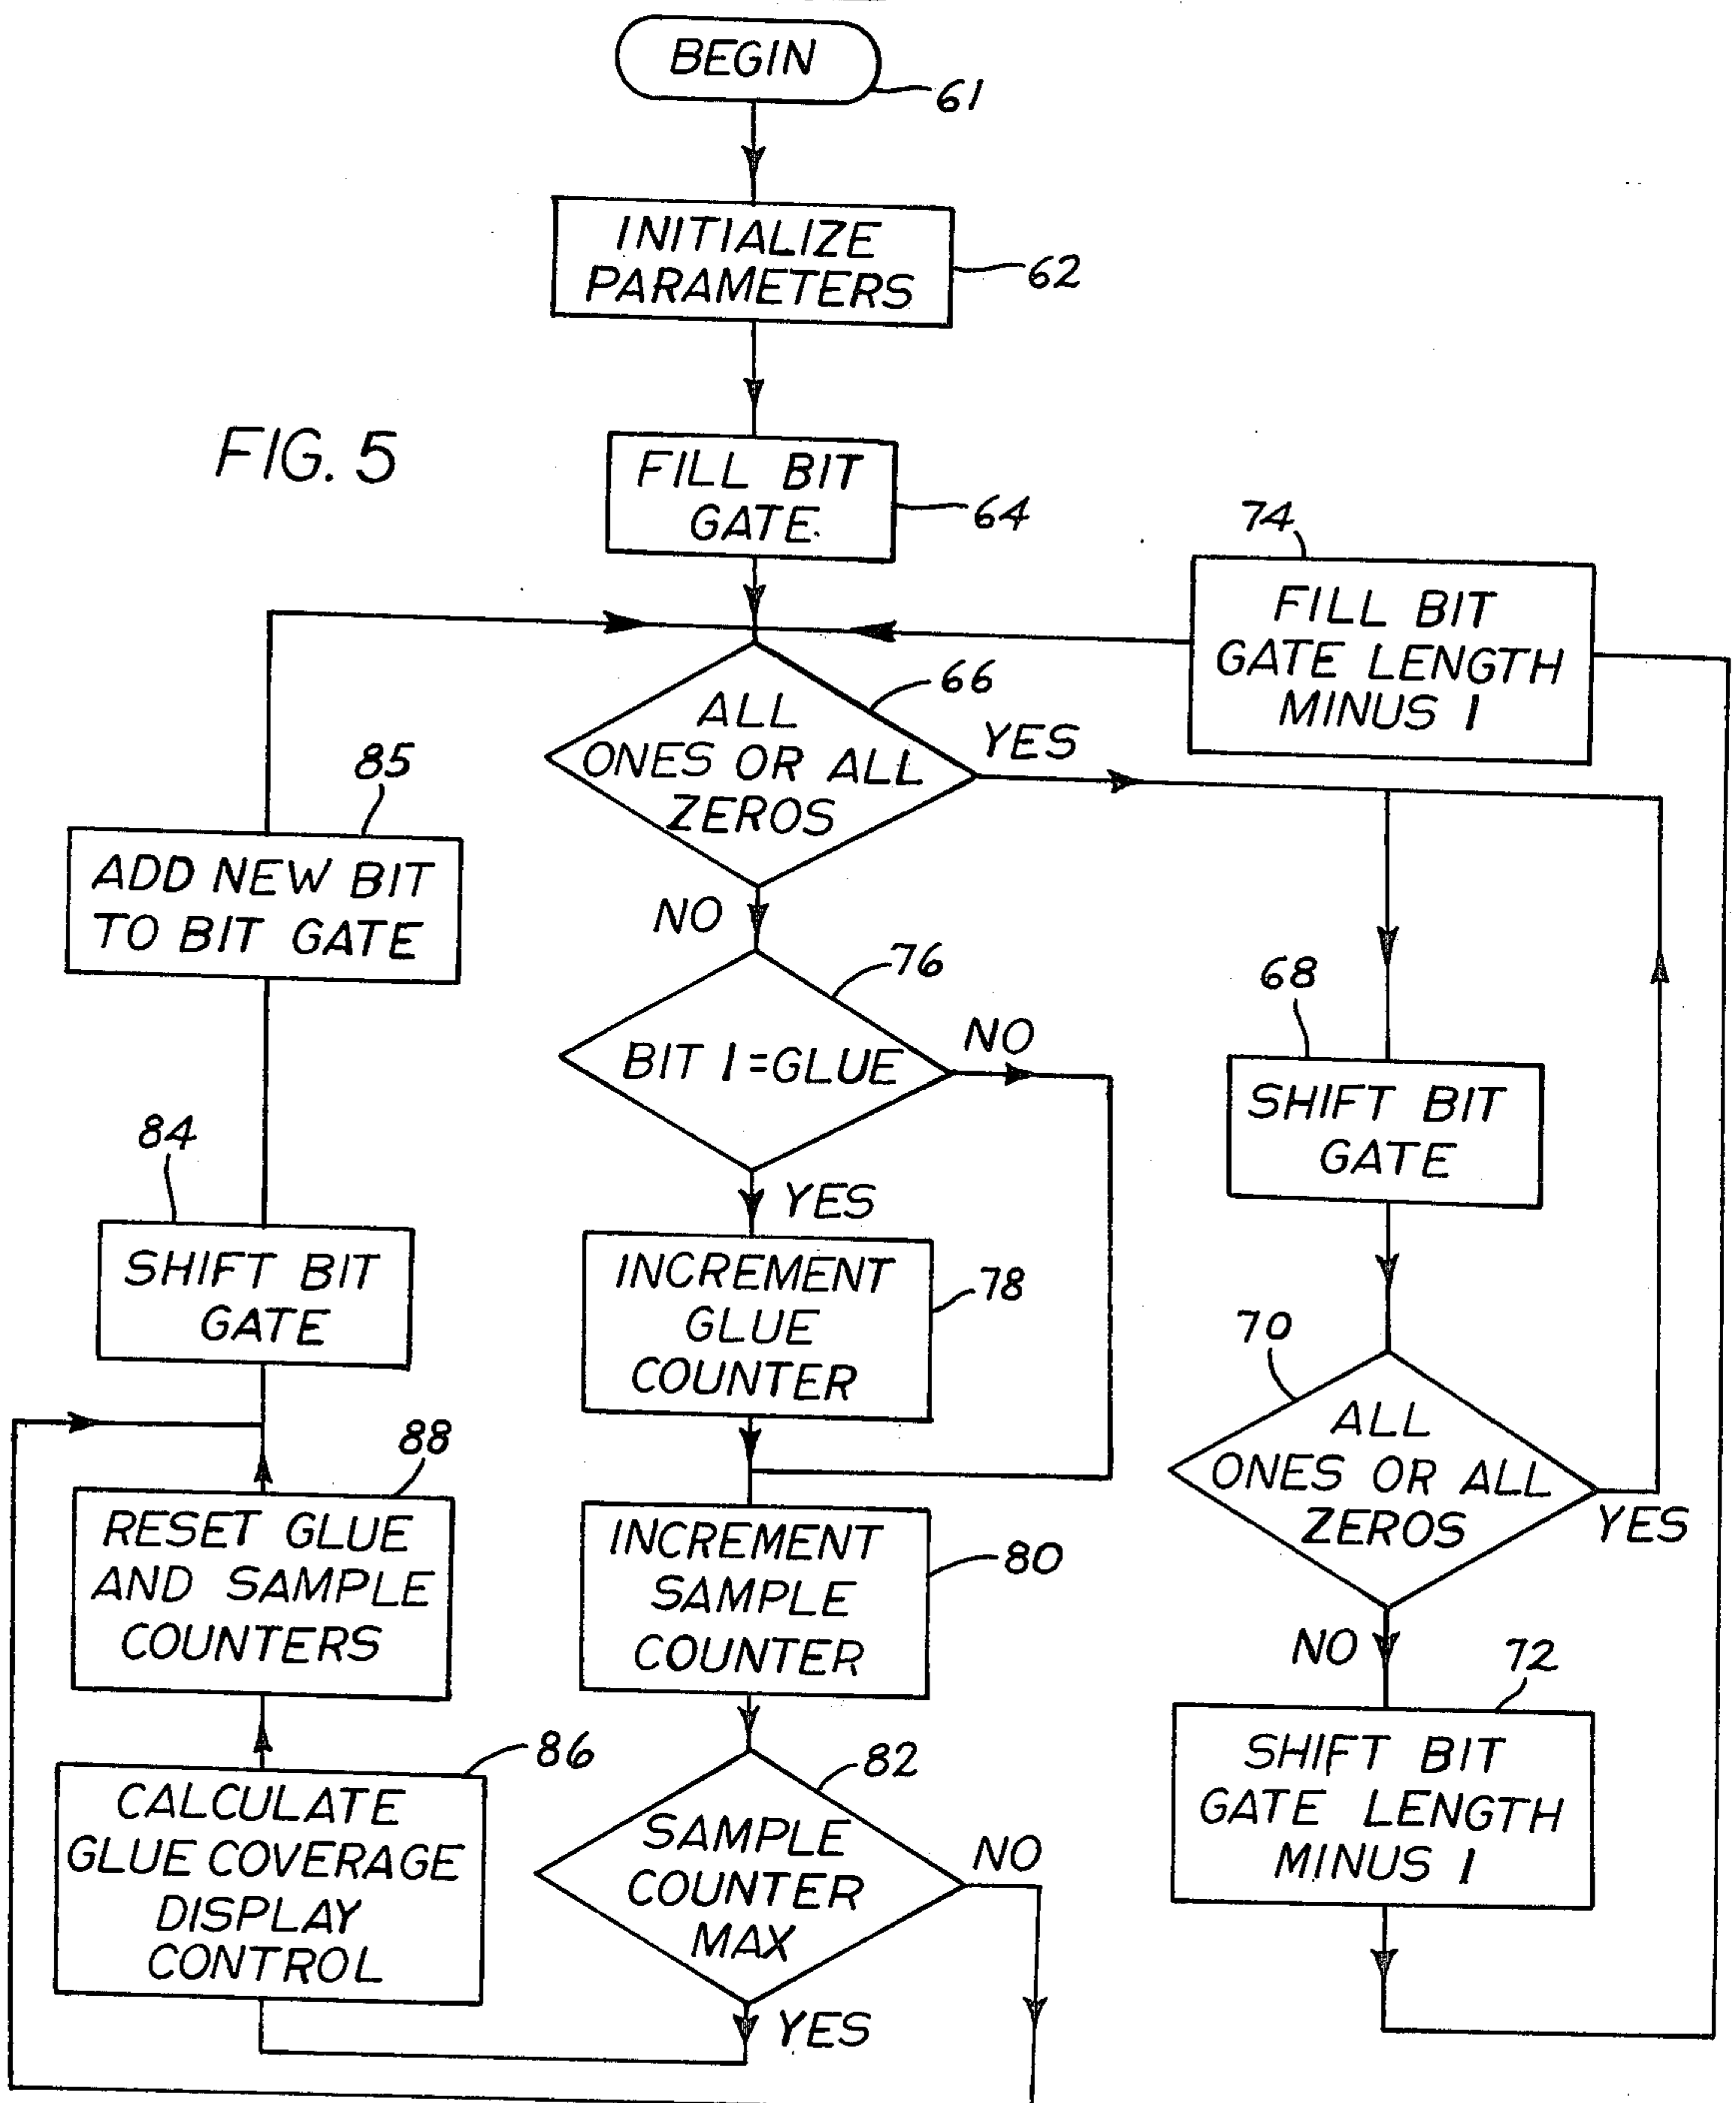 BEGIN
61
INITIALIZE
PARAMETERS
62
FIG. 5
FILL BIT
GATE
64
74
FILL BIT
GATE LENGTH
MINUS 1
66
ALL
ONES OR ALL
ZEROS
YES
NO
85
ADD NEW BIT
TO BIT GATE
76
BIT 1=GLUE
NO
YES
68
SHIFT BIT
GATE
84
SHIFT BIT
GATE
INCREMENT
GLUE
COUNTER
78
70
ALL
ONES OR ALL
ZEROS
YES
NO
88
RESET GLUE
AND SAMPLE
COUNTERS
INCREMENT
SAMPLE
COUNTER
80
72
SHIFT BIT
GATE LENGTH
MINUS 1
86
CALCULATE
GLUE COVERAGE
DISPLAY
CONTROL
82
SAMPLE
COUNTER
MAX
NO
YES